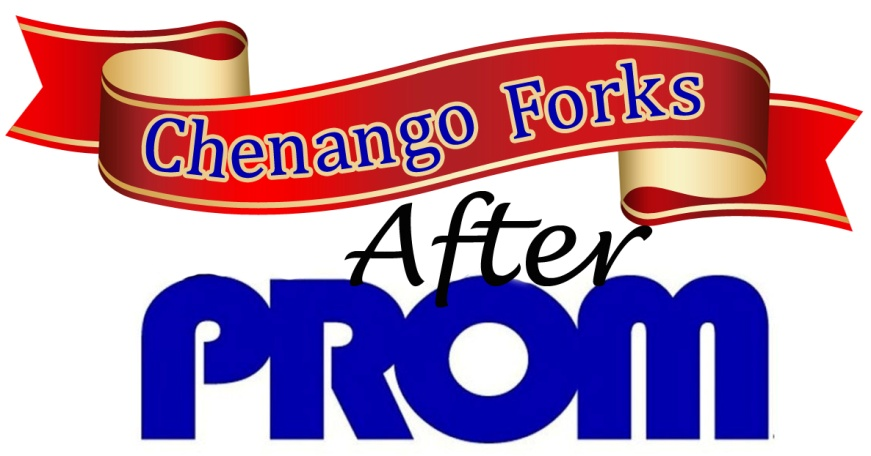 Chenango Forks
After
PROM